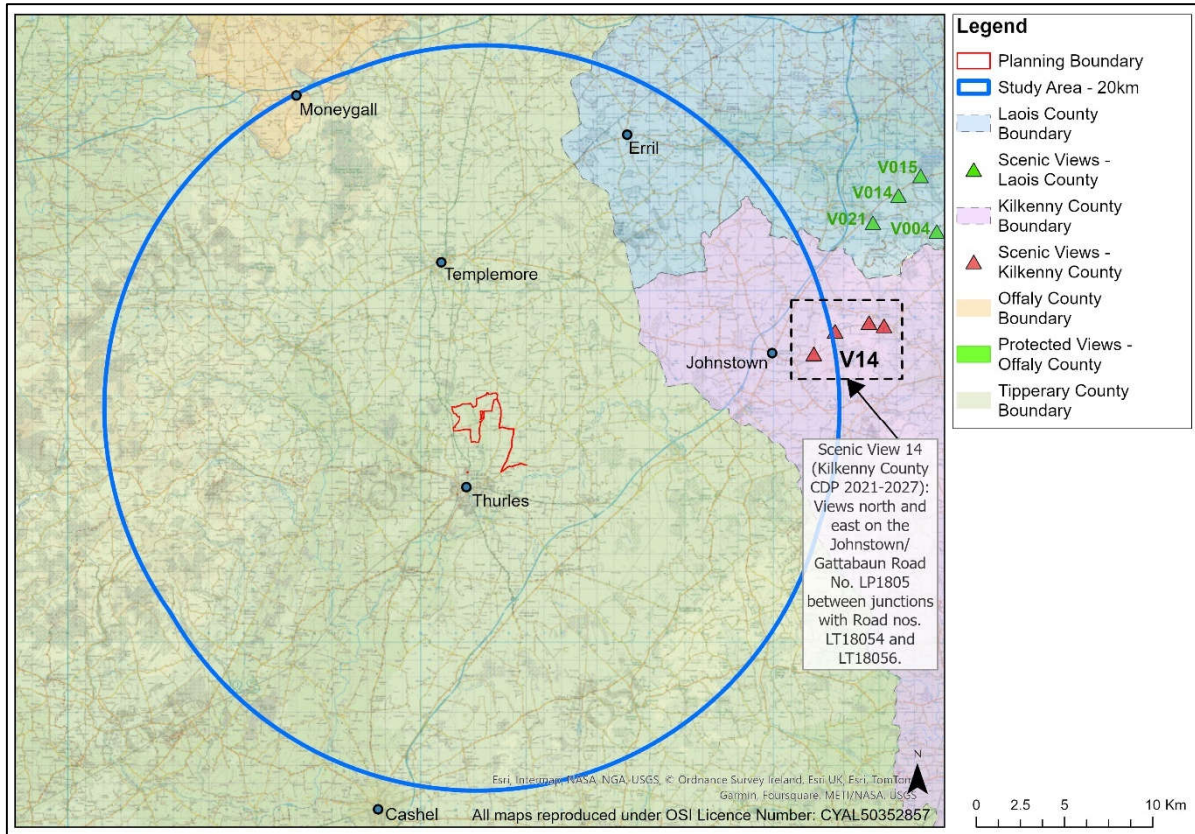 Moneygall
Erril
V015
V014
V021
V004
Templemore
Johnstown
V14
Scenic View 14
(Kilkenny County
CDP 2021-2027):
Views north and
east on the
Johnstown/
Gattabaun Road
No. LP1805
between junctions
with Road nos.
LT18054 and
LT18056.
Thurles
Cashel
N
Esri, Intermap, NASA, NGA, USGS, © Ordnance Survey Ireland, Esri UK, Esri, TomTom,
Garmin, Foursquare, METI/NASA, USGS
All maps reproduced under OSI Licence Number: CYAL50352857
Legend
Planning Boundary
Study Area - 20km
Laois County
Boundary
Scenic Views -
Laois County
Kilkenny County
Boundary
Scenic Views -
Kilkenny County
Offaly County
Boundary
Protected Views -
Offaly County
Tipperary County
Boundary
0 2.5 5 10 Km